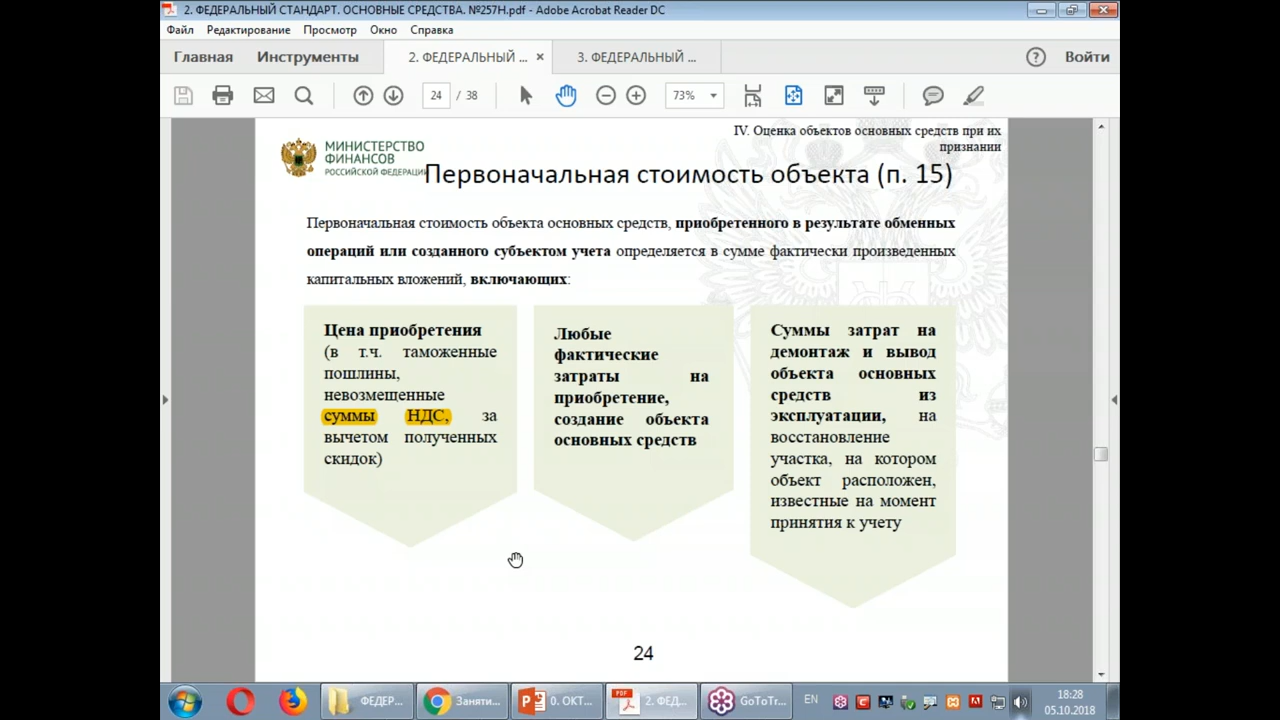 2. ФЕДЕРАЛЬНЫЙ СТАНДАРТ. ОСНОВНЫЕ СРЕДСТВА. №257Н.pdf - Adobe Acrobat Reader DC
Файл Редактирование Просмотр Окно Справка
Главная Инструменты 2. ФЕДЕРАЛЬНЫЙ ... × 3. ФЕДЕРАЛЬНЫЙ ... Войти
24 / 38 73%
IV. Оценка объектов основных средств при их
признании
МИНИСТЕРСТВО
ФИНАНСОВ
РОССИЙСКОЙ ФЕДЕРАЦИИ
Первоначальная стоимость объекта (п. 15)
Первоначальная стоимость объекта основных средств, приобретенного в результате обменных
операций или созданного субъектом учета определяется в сумме фактически произведенных
капитальных вложений, включающих:
Цена приобретения
(в т.ч. таможенные
пошлины,
невозмещенные
суммы НДС, за
вычетом полученных
скидок)
Любые
фактические
затраты на
приобретение,
создание объекта
основных средств
Суммы затрат на
демонтаж и вывод
объекта основных
средств из
эксплуатации, на
восстановление
участка, на котором
объект расположен,
известные на момент
принятия к учету
24
ФЕДЕР... Заняти... 0. ОКТ... 2. ФЕД... GoToTr... EN 18:28
05.10.2018